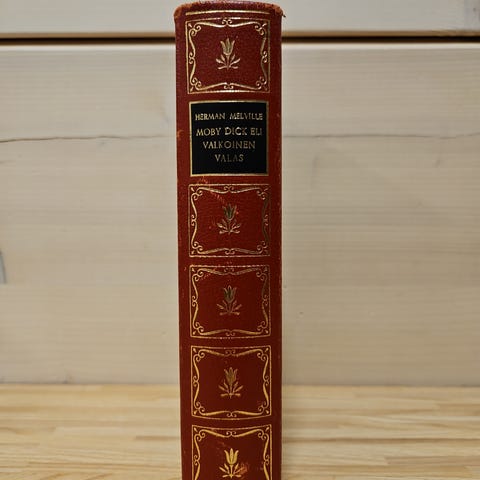 HERMAN MELVILLE
MOBY DICK ELI
VALKOINEN
VALAS